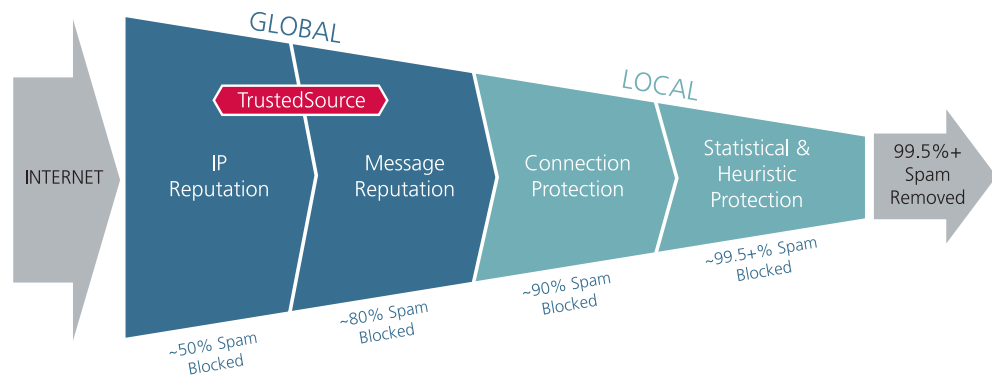 GLOBAL
LOCAL
TrustedSource
INTERNET
IP
Reputation
Message
Reputation
Connection
Protection
Statistical &
Heuristic
Protection
99.5%+
Spam
Removed
~50% Spam
Blocked
~80% Spam
Blocked
~90% Spam
Blocked
~99.5+% Spam
Blocked